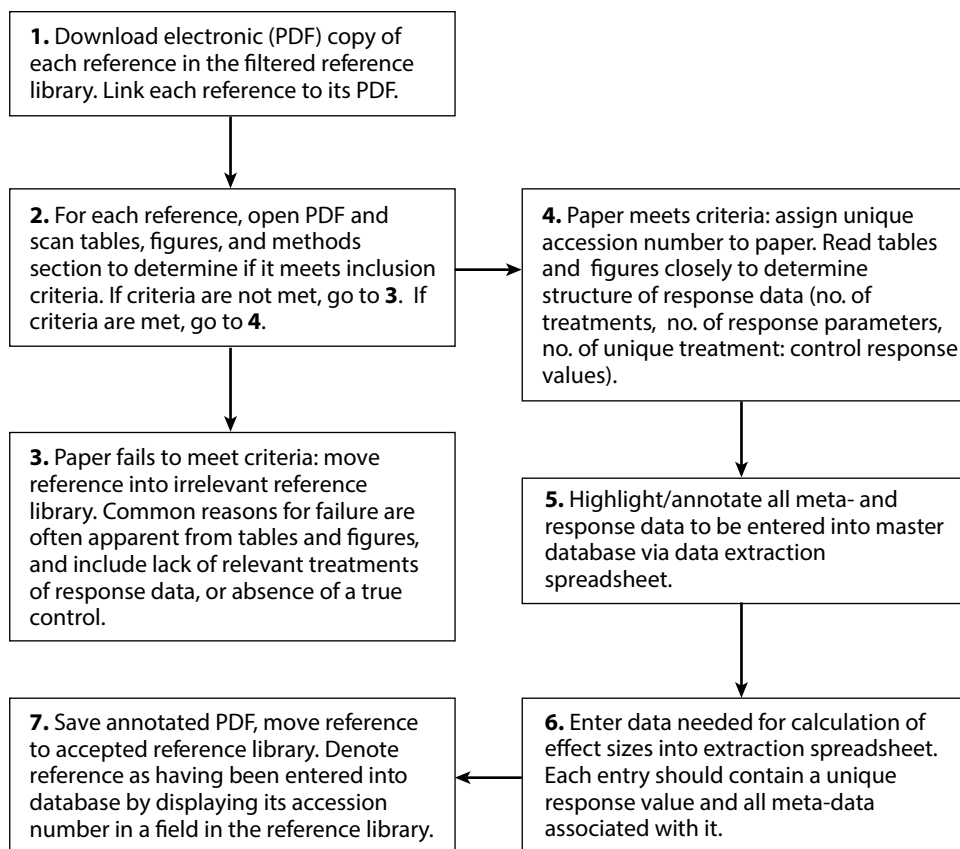 1. Download electronic (PDF) copy of
each reference in the filtered reference
library. Link each reference to its PDF.
2. For each reference, open PDF and
scan tables, figures, and methods
section to determine if it meets inclusion
criteria. If criteria are not met, go to 3. If
criteria are met, go to 4.
3. Paper fails to meet criteria: move
reference into irrelevant reference
library. Common reasons for failure are
often apparent from tables and figures,
and include lack of relevant treatments
of response data, or absence of a true
control.
4. Paper meets criteria: assign unique
accession number to paper. Read tables
and figures closely to determine
structure of response data (no. of
treatments, no. of response parameters,
no. of unique treatment: control response
values).
5. Highlight/annotate all meta- and
response data to be entered into master
database via data extraction
spreadsheet.
6. Enter data needed for calculation of
effect sizes into extraction spreadsheet.
Each entry should contain a unique
response value and all meta-data
associated with it.
7. Save annotated PDF, move reference
to accepted reference library. Denote
reference as having been entered into
database by displaying its accession
number in a field in the reference library.